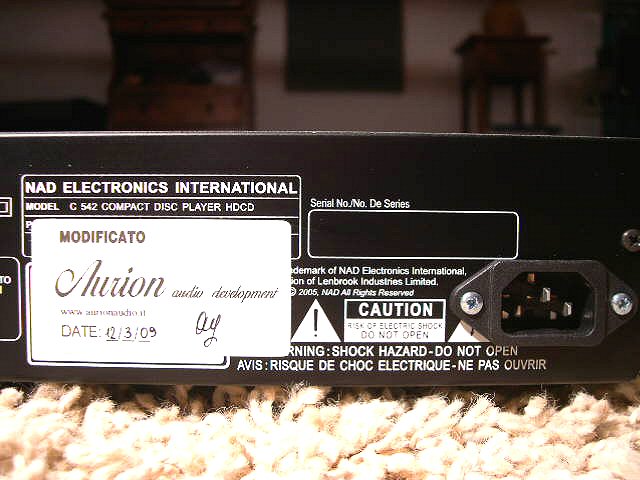 NAD ELECTRONICS INTERNATIONAL
MODEL C 542 COMPACT DISC PLAYER HDCD
Serial No./No. De Series
MODIFICATO
Aurion audio development
www.aurionaudio.it
DATE: 12/3/09
demark of NAD Electronics International,
on of Lenbrook Industries Limited.
© 2005, NAD All Rights Reserved
CAUTION
RISK OF ELECTRIC SHOCK
DO NOT OPEN
WARNING: SHOCK HAZARD - DO NOT OPEN
AVIS: RISQUE DE CHOC ELECTRIQUE - NE PAS OUVRIR